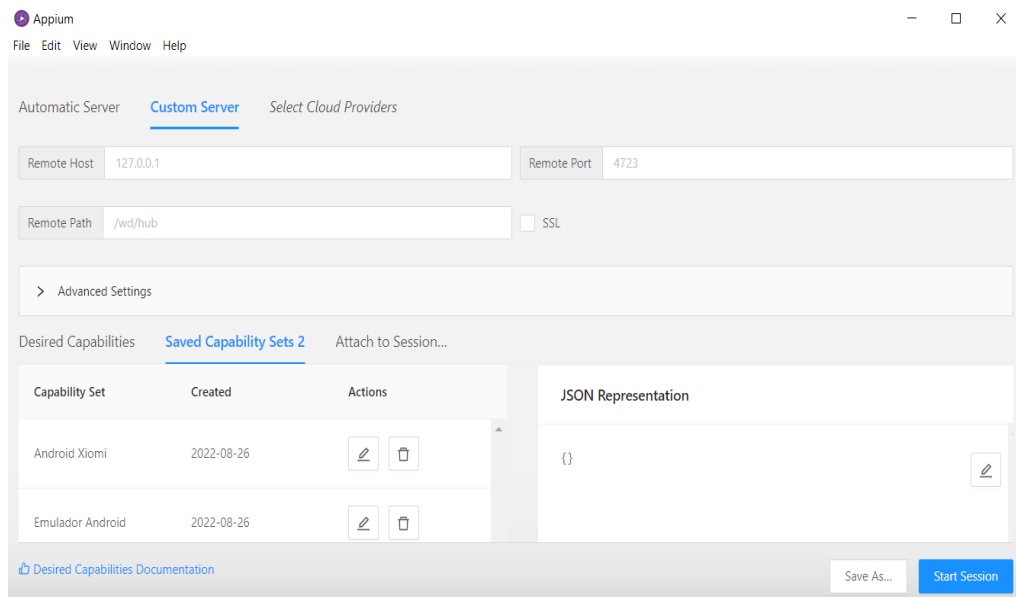 Appium
File Edit View Window Help
Automatic Server Custom Server Select Cloud Providers
Remote Host 127.0.0.1 Remote Port 4723
Remote Path /wd/hub SSL
Advanced Settings
Desired Capabilities Saved Capability Sets 2 Attach to Session...
Capability Set Created Actions JSON Representation
Android Xiomi 2022-08-26 {}
Emulador Android 2022-08-26
Desired Capabilities Documentation Save As... Start Session